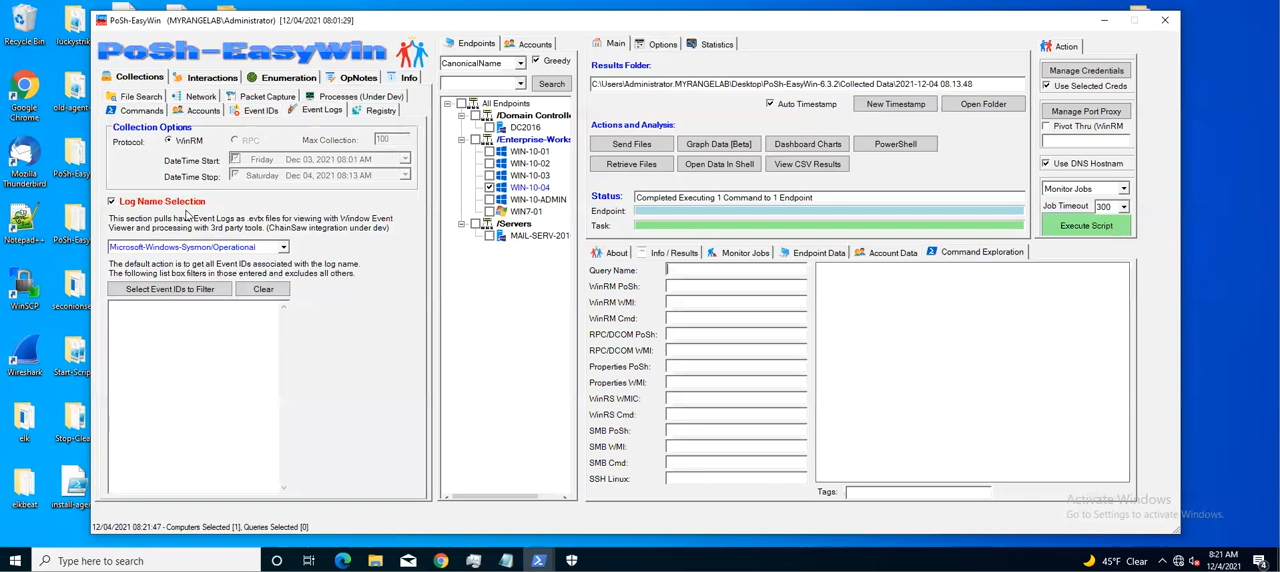 PoSh-EasyWin (MYRANGELAB\Administrator) [12/04/2021 08:01:29]
Recycle Bin
luckystrik
Google Chrome
old-agent
Mozilla Thunderbird
PoSh-Eas
Notepad++
PoSh-Eas
WinSCP
seconionse
Wireshark
Start-Scrip
elk
Stop-Cle
elkbeat
install-age
PoSh-EasyWin
Collections
Interactions
Enumeration
OpNotes
Info
File Search
Network
Packet Capture
Processes (Under Dev)
Commands
Accounts
Event IDs
Event Logs
Registry
Collection Options
Protocol:
WinRM
RPC
Max Collection:
100
DateTime Start:
Friday Dec 03, 2021 08:01 AM
DateTime Stop:
Saturday Dec 04, 2021 08:13 AM
Log Name Selection
Event Logs as .evtx files for viewing with Window Event
Viewer and processing with 3rd party tools. (ChainSaw integration under dev)
Microsoft-Windows-Sysmon/Operational
The default action is to get all Event IDs associated with the log name.
The following list box filters in those entered and excludes all others.
Select Event IDs to Filter
Clear
12/04/2021 08:21:47 - Computers Selected [1], Queries Selected [0]
Endpoints
Accounts
CanonicalName
Greedy
Search
All Endpoints
/Domain Controlle
DC2016
/Enterprise-Works
WIN-10-01
WIN-10-02
WIN-10-03
WIN-10-04
WIN-10-ADMIN
WIN7-01
/Servers
MAIL-SERV-201
Main
Options
Statistics
Results Folder:
C:\Users\Administrator.MYRANGELAB\Desktop\PoSh-EasyWin-6.3.2\Collected Data\2021-12-04 08.13.48
Auto Timestamp
New Timestamp
Open Folder
Actions and Analysis:
Send Files
Graph Data [Beta]
Dashboard Charts
PowerShell
Retrieve Files
Open Data In Shell
View CSV Results
Status:
Completed Executing 1 Command to 1 Endpoint
Endpoint:
Task:
Action
Manage Credentials
Use Selected Creds
Manage Port Proxy
Pivot Thru (WinRM
Use DNS Hostnam
Monitor Jobs
Job Timeout
300
Execute Script
About
Info / Results
Monitor Jobs
Endpoint Data
Account Data
Command Exploration
Query Name:
WinRM PoSh:
WinRM WMI:
WinRM Cmd:
RPC/DCOM PoSh:
RPC/DCOM WMI:
Properties PoSh:
Properties WMI:
WinRS WMIC:
WinRS Cmd:
SMB PoSh:
SMB WMI:
SMB Cmd:
SSH Linux:
Tags:
Activate Windows
Go to Settings to activate Windows.
Type here to search
45°F Clear
8:21 AM
12/4/2021
4